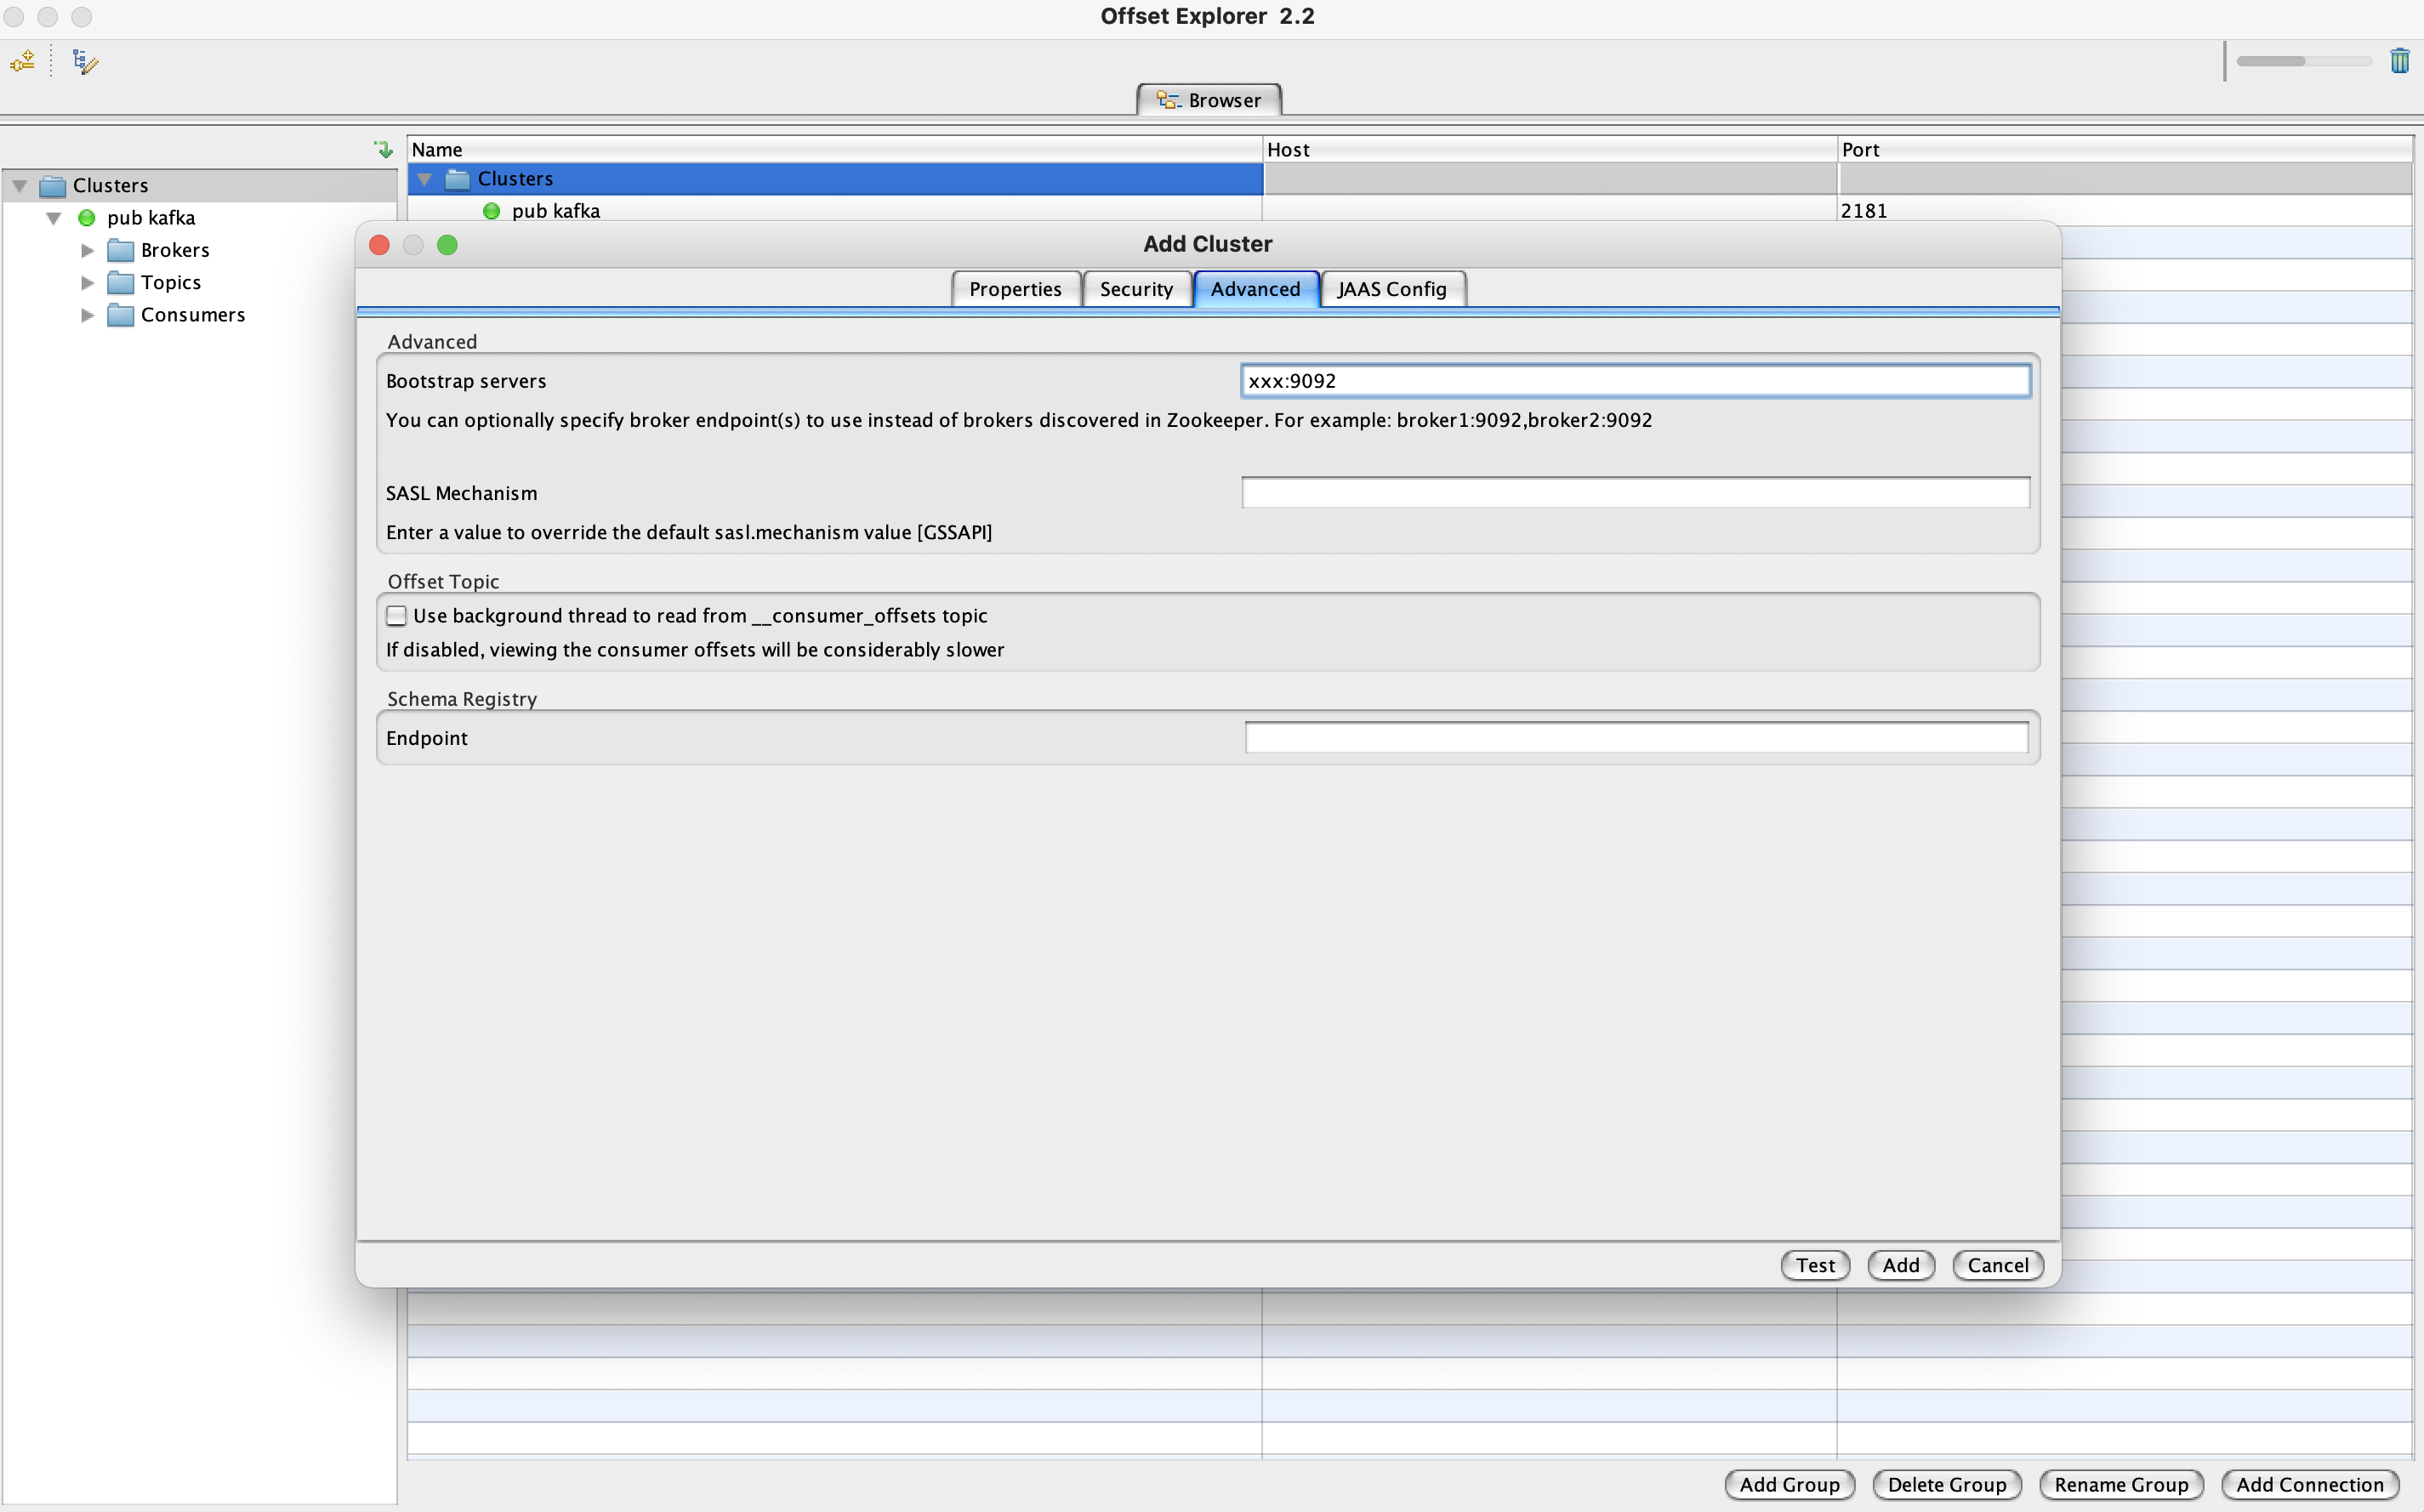 Offset Explorer 2.2
Browser
Name Host Port
Clusters
Clusters
pub kafka 2181
pub kafka
Brokers
Topics
Consumers
Add Cluster
Properties Security Advanced JAAS Config
Advanced
Bootstrap servers xxx:9092
You can optionally specify broker endpoint(s) to use instead of brokers discovered in Zookeeper. For example: broker1:9092,broker2:9092
SASL Mechanism
Enter a value to override the default sasl.mechanism value [GSSAPI]
Offset Topic
Use background thread to read from __consumer_offsets topic
If disabled, viewing the consumer offsets will be considerably slower
Schema Registry
Endpoint
Test Add Cancel
Add Group Delete Group Rename Group Add Connection